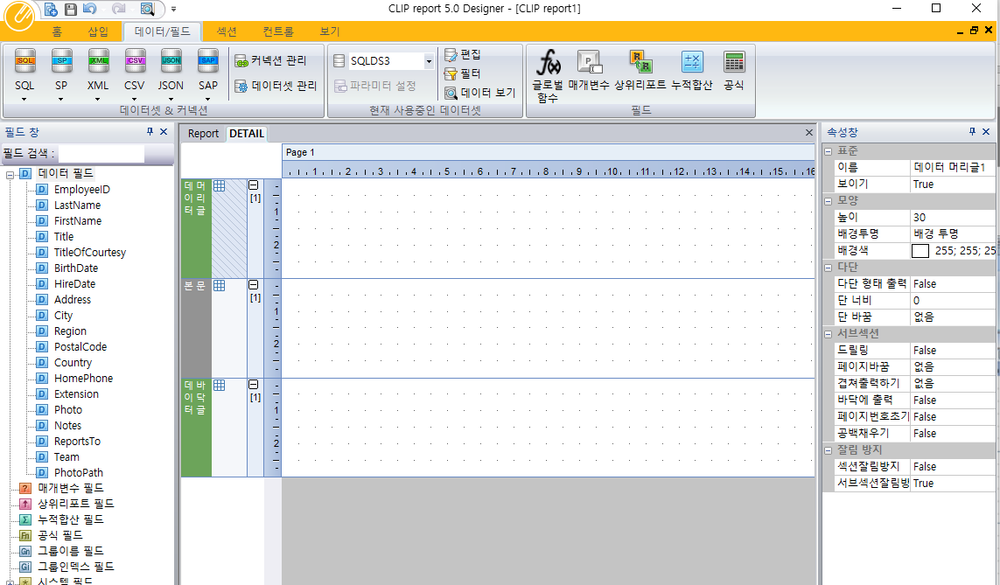 CLIP report 5.0 Designer - [CLIP report1]
홈 삽입 데이터/필드 섹션 컨트롤 보기
SQL SP XML CSV JSON SAP
SQL SP XML CSV JSON SAP
커넥션 관리
데이터셋 관리
데이터셋 & 커넥션
SQLDS3
파라미터 설정
편집
필터
데이터 보기
현재 사용중인 데이터셋
글로벌 함수
매개변수
상위리포트
누적합산
공식
필드
필드 창
필드 검색 :
데이터 필드
EmployeeID
LastName
FirstName
Title
TitleOfCourtesy
BirthDate
HireDate
Address
City
Region
PostalCode
Country
HomePhone
Extension
Photo
Notes
ReportsTo
Team
PhotoPath
매개변수 필드
상위리포트 필드
누적합산 필드
공식 필드
그룹이름 필드
그룹인덱스 필드
시스템 필드
Report DETAIL
Page 1
1 2 3 4 5 6 7 8 9 10 11 12 13 14 15 16
데 머
이 리
터 글
[1]
1
2
본 문
[1]
1
2
데 바
이 닥
터 글
[1]
1
2
속성창
표준
이름 데이터 머리글1
보이기 True
모양
높이 30
배경투명 배경 투명
배경색 255; 255; 25
다단
다단 형태 출력 False
단 너비 0
단 바꿈 없음
서브섹션
드릴링 False
페이지바꿈 없음
겹쳐출력하기 없음
바닥에 출력 False
페이지번호초기 False
공백채우기 False
잘림 방지
섹션잘림방지 False
서브섹션잘림방 True